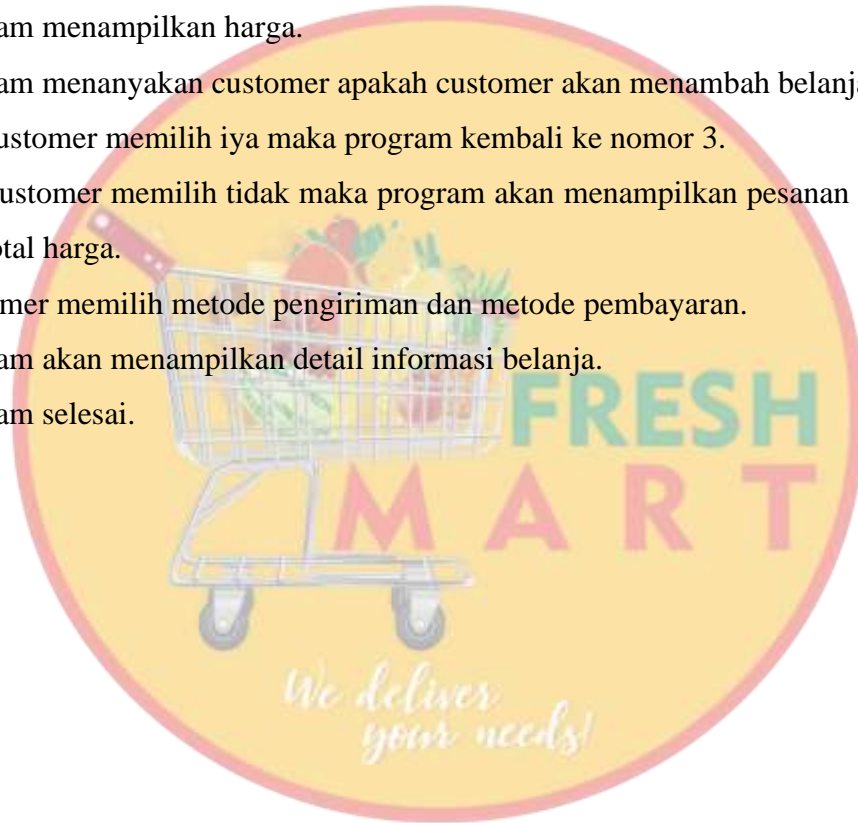 am menampilkan harga.
am menanyakan customer apakah customer akan menambah belanja
ustomer memilih iya maka program kembali ke nomor 3.
ustomer memilih tidak maka program akan menampilkan pesanan
otal harga.
mer memilih metode pengiriman dan metode pembayaran.
am akan menampilkan detail informasi belanja.
am selesai.
FRESH
MART
We deliver
your needs!